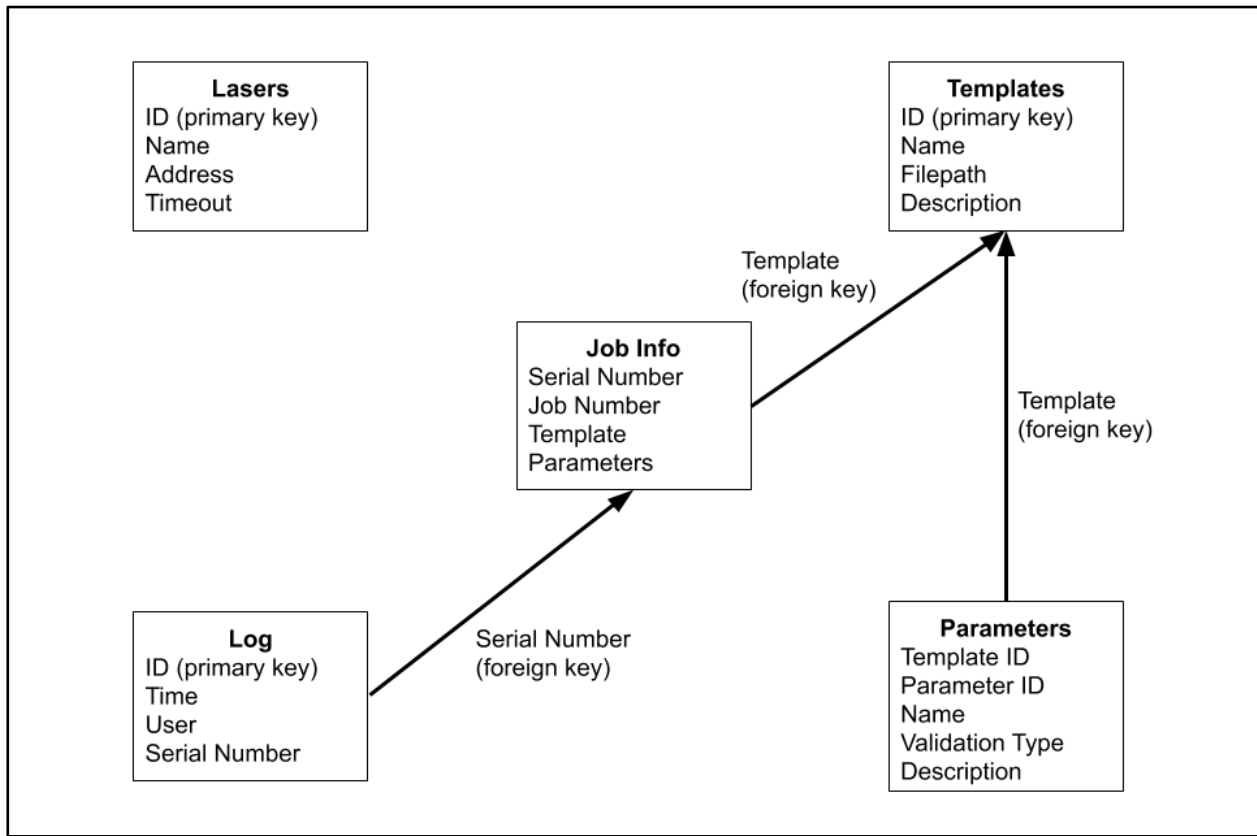 Lasers
ID (primary key)
Name
Address
Timeout
Templates
ID (primary key)
Name
Filepath
Description
Template
(foreign key)
Job Info
Serial Number
Job Number
Template
Parameters
Template
(foreign key)
Log
ID (primary key)
Time
User
Serial Number
Serial Number
(foreign key)
Parameters
Template ID
Parameter ID
Name
Validation Type
Description